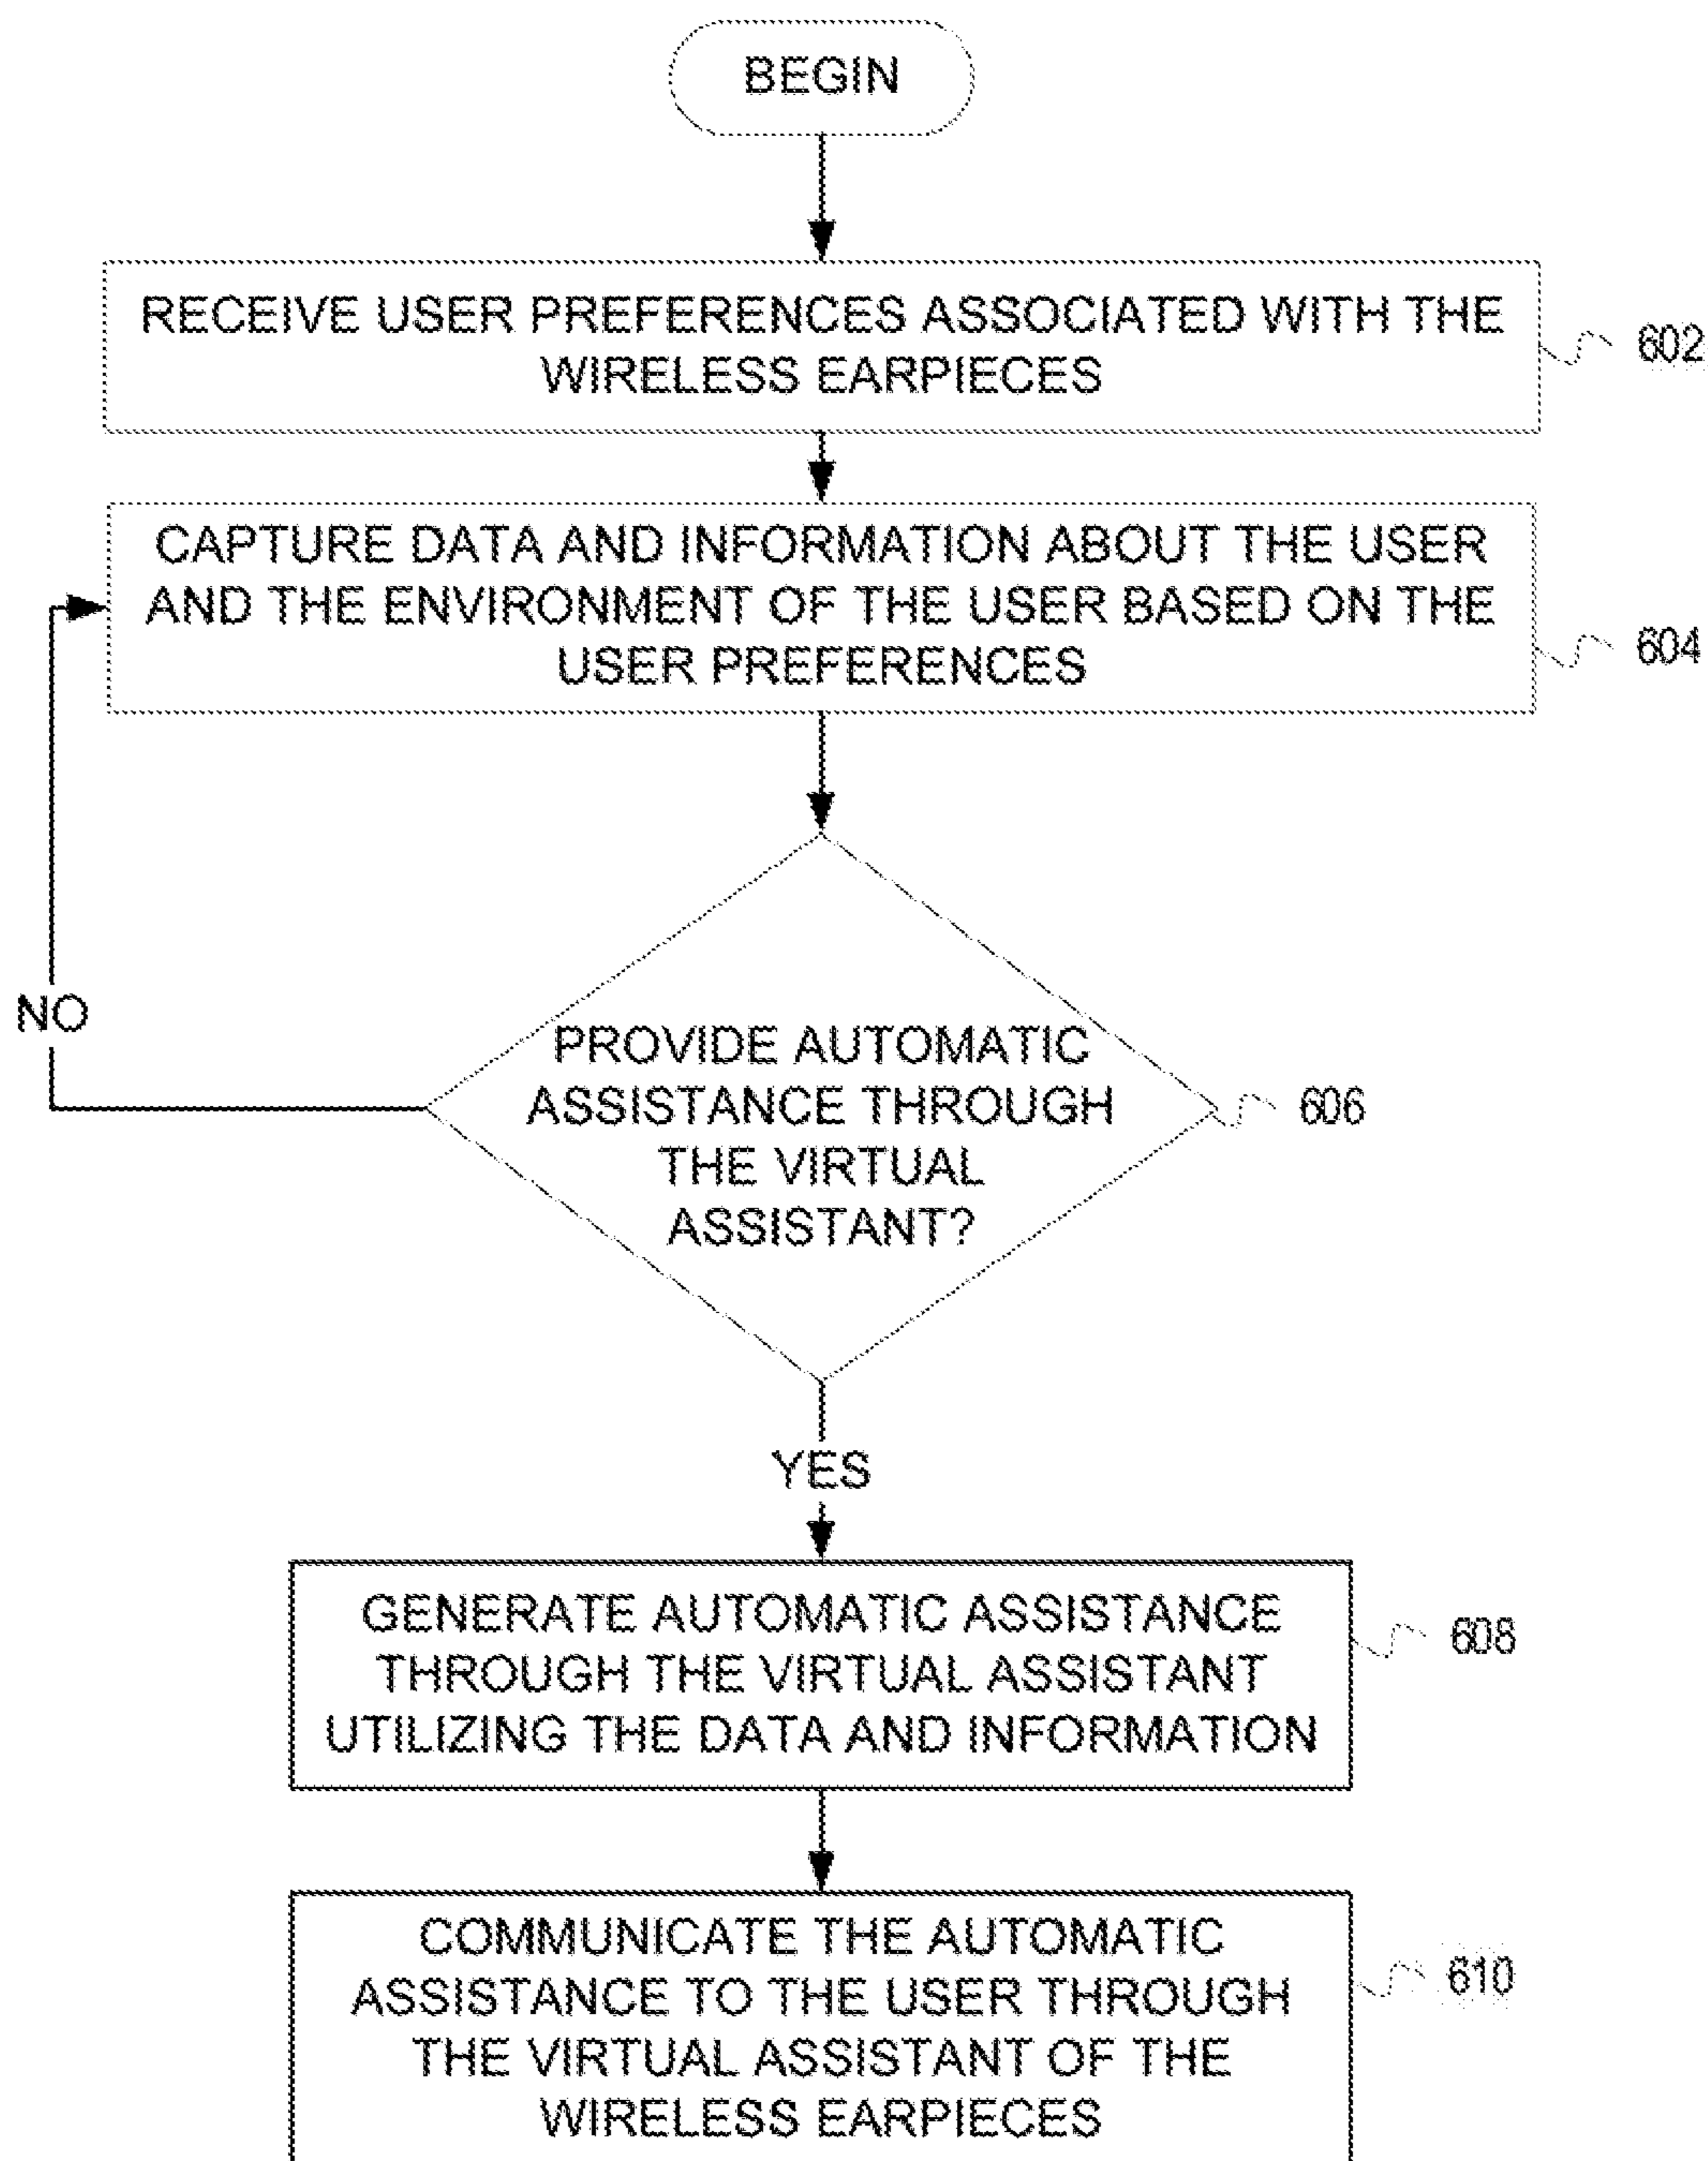 BEGIN
RECEIVE USER PREFERENCES ASSOCIATED WITH THE
WIRELESS EARPIECES
602
CAPTURE DATA AND INFORMATION ABOUT THE USER
AND THE ENVIRONMENT OF THE USER BASED ON THE
USER PREFERENCES
604
NO
PROVIDE AUTOMATIC
ASSISTANCE THROUGH
THE VIRTUAL
ASSISTANT?
606
YES
GENERATE AUTOMATIC ASSISTANCE
THROUGH THE VIRTUAL ASSISTANT
UTILIZING THE DATA AND INFORMATION
608
COMMUNICATE THE AUTOMATIC
ASSISTANCE TO THE USER THROUGH
THE VIRTUAL ASSISTANT OF THE
WIRELESS EARPIECES
610